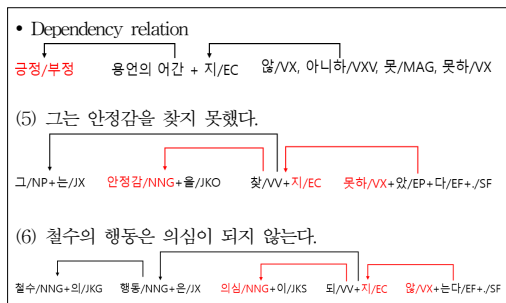 • Dependency relation
긍정/부정 용언의 어간 + 지/EC 않/VX, 아니하/VXV, 못/MAG, 못하/VX
(5) 그는 안정감을 찾지 못했다.
그/NP+는/JX 안정감/NNG+을/JKO 찾/VV+지/EC 못하/VX+았/EP+다/EF+./SF
(6) 철수의 행동은 의심이 되지 않는다.
철수/NNG+의/JKG 행동/NNG+은/JX 의심/NNG+이/JKS 되/VV+지/EC 않/VX+는다/EF+./SF